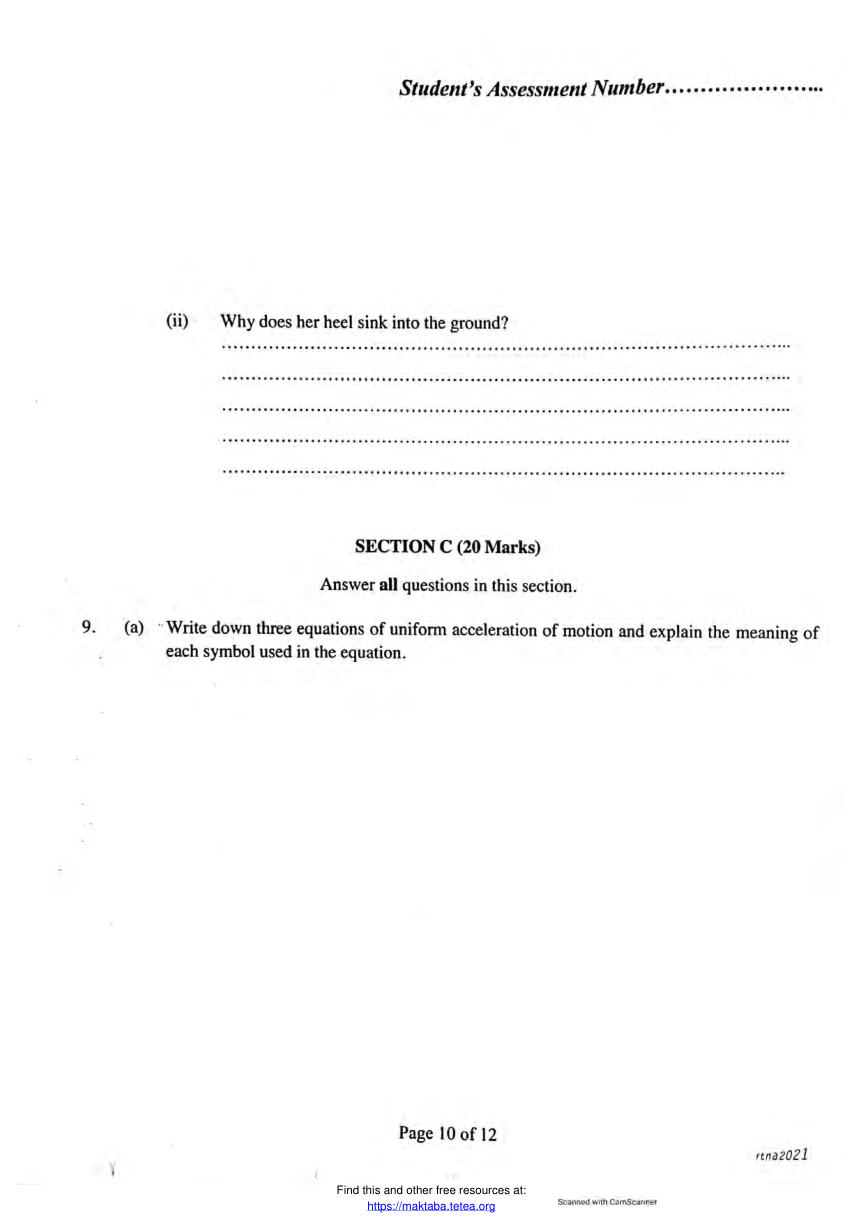 Student's Assessment Number.......................
(ii) Why does her heel sink into the ground?
................................................................................................
................................................................................................
................................................................................................
................................................................................................
................................................................................................
SECTION C (20 Marks)
Answer all questions in this section.
9. (a) Write down three equations of uniform acceleration of motion and explain the meaning of
each symbol used in the equation.
Page 10 of 12
rtna2021
Find this and other free resources at:
https://maktaba.tetea.org
Scanned with CamScanner